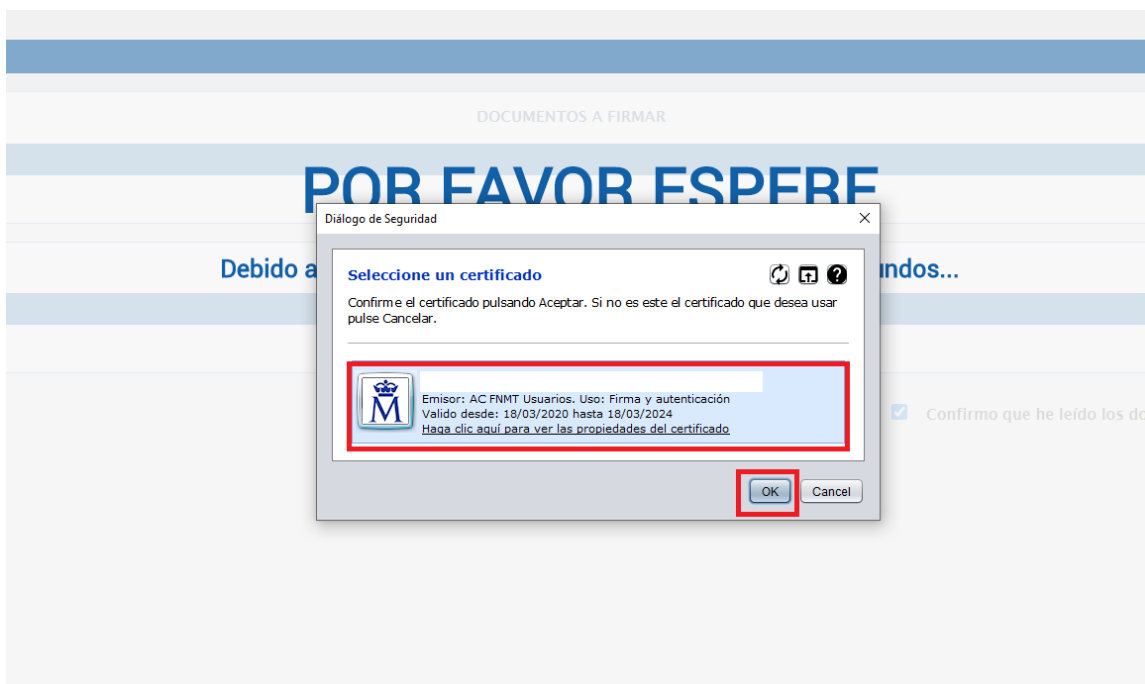 DOCUMENTOS A FIRMAR
POR FAVOR ESPERE
Diálogo de Seguridad
Debido a
undos...
Seleccione un certificado
Confirme el certificado pulsando Aceptar. Si no es este el certificado que desea usar
pulse Cancelar.
Emisor: AC FNMT Usuarios. Uso: Firma y autenticación
Valido desde: 18/03/2020 hasta 18/03/2024
Haga clic aquí para ver las propiedades del certificado
Confirmo que he leído los do
OK
Cancel